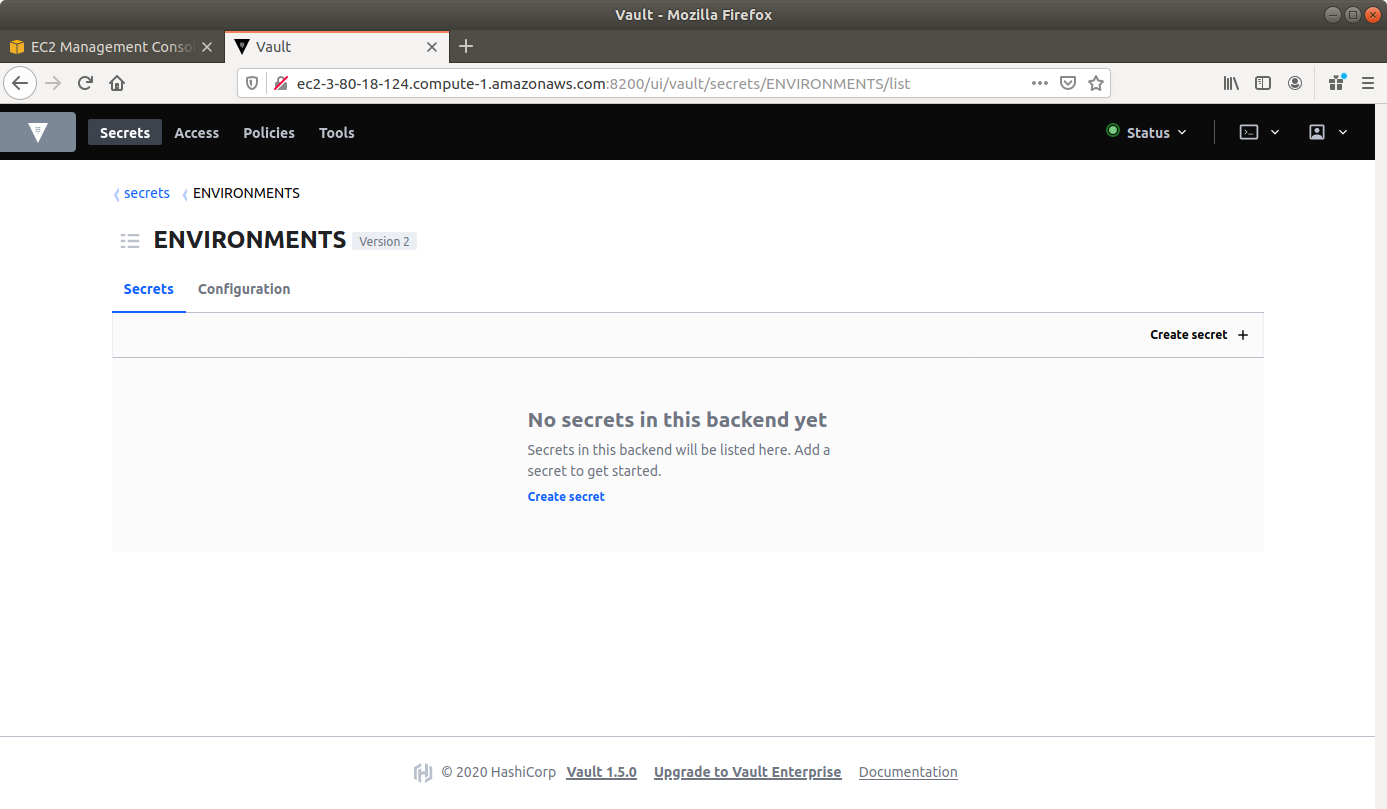 Vault - Mozilla Firefox
EC2 Management Conso
Vault
ec2-3-80-18-124.compute-1.amazonaws.com:8200/ui/vault/secrets/ENVIRONMENTS/list
Secrets Access Policies Tools Status
secrets ENVIRONMENTS
ENVIRONMENTS Version 2
Secrets Configuration
Create secret +
No secrets in this backend yet
Secrets in this backend will be listed here. Add a
secret to get started.
Create secret
© 2020 HashiCorp Vault 1.5.0 Upgrade to Vault Enterprise Documentation